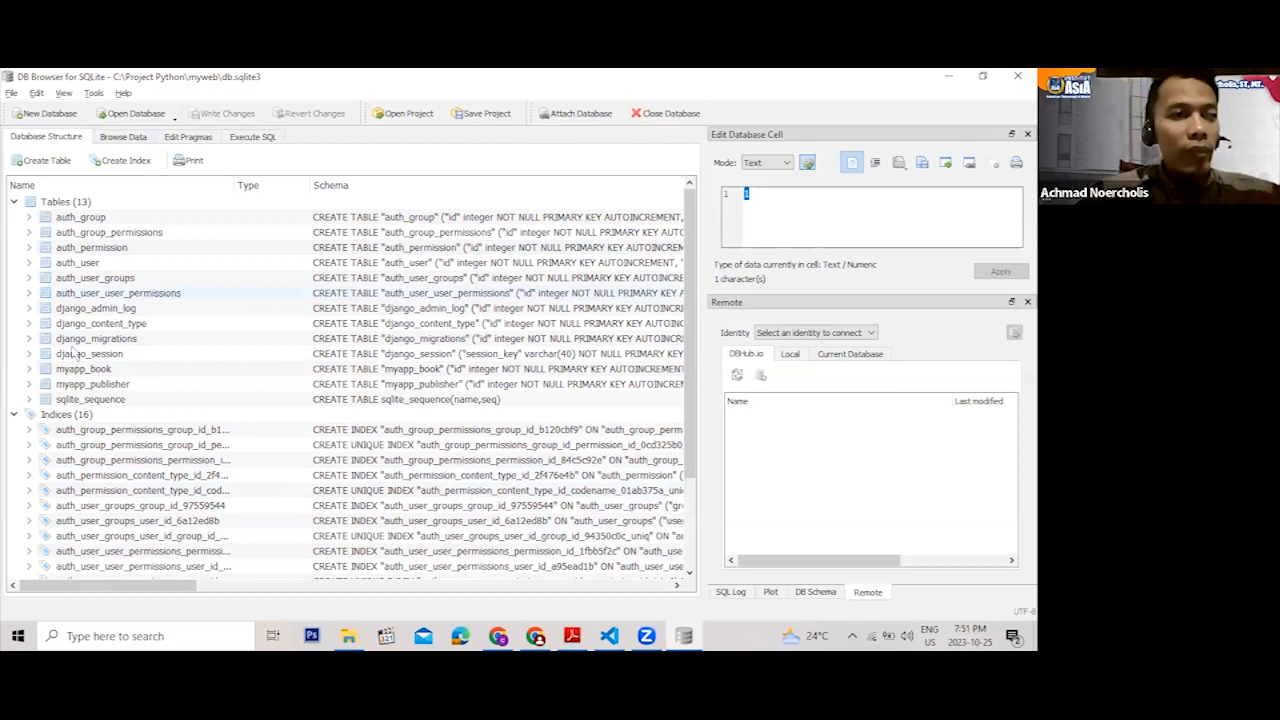 DB Browser for SQLite - C:\Project Python\myweb\db.sqlite3
File Edit View Tools Help
New Database Open Database Write Changes Revert Changes Open Project Save Project Attach Database Close Database
Database Structure Browse Data Edit Pragmas Execute SQL
Create Table Create Index Print
Name Type Schema
Tables (13)
auth_group CREATE TABLE "auth_group" ("id" integer NOT NULL PRIMARY KEY AUTOINCREMENT,
auth_group_permissions CREATE TABLE "auth_group_permissions" ("id" integer NOT NULL PRIMARY KEY
auth_permission CREATE TABLE "auth_permission" ("id" integer NOT NULL PRIMARY KEY AUTOINCREM
auth_user CREATE TABLE "auth_user" ("id" integer NOT NULL PRIMARY KEY AUTOINCREMENT, "
auth_user_groups CREATE TABLE "auth_user_groups" ("id" integer NOT NULL PRIMARY KEY AUTOINCRE
auth_user_user_permissions CREATE TABLE "auth_user_user_permissions" ("id" integer NOT NULL PRIMARY KEY A
django_admin_log CREATE TABLE "django_admin_log" ("id" integer NOT NULL PRIMARY KEY AUTOINCRE
django_content_type CREATE TABLE "django_content_type" ("id" integer NOT NULL PRIMARY KEY AUTOINC
django_migrations CREATE TABLE "django_migrations" ("id" integer NOT NULL PRIMARY KEY AUTOINCRE
django_session CREATE TABLE "django_session" ("session_key" varchar(40) NOT NULL PRIMARY KEY,
myapp_book CREATE TABLE "myapp_book" ("id" integer NOT NULL PRIMARY KEY AUTOINCREMENT
myapp_publisher CREATE TABLE "myapp_publisher" ("id" integer NOT NULL PRIMARY KEY AUTOINCREM
sqlite_sequence CREATE TABLE sqlite_sequence(name,seq)
Indices (16)
auth_group_permissions_group_id_b1... CREATE INDEX "auth_group_permissions_group_id_b120cbf9" ON "auth_group_perm
auth_group_permissions_group_id_pe... CREATE UNIQUE INDEX "auth_group_permissions_group_id_permission_id_0cd325b0
auth_group_permissions_permission_i... CREATE INDEX "auth_group_permissions_permission_id_84c5c92e" ON "auth_group_
auth_permission_content_type_id_2f4... CREATE INDEX "auth_permission_content_type_id_2f476e4b" ON "auth_permission" (
auth_permission_content_type_id_cod... CREATE UNIQUE INDEX "auth_permission_content_type_id_codename_01ab375a_uni
auth_user_groups_group_id_97559544 CREATE INDEX "auth_user_groups_group_id_97559544" ON "auth_user_groups" ("gr
auth_user_groups_user_id_6a12ed8b CREATE INDEX "auth_user_groups_user_id_6a12ed8b" ON "auth_user_groups" ("use
auth_user_groups_user_id_group_id_... CREATE UNIQUE INDEX "auth_user_groups_user_id_group_id_94350c0c_uniq" ON "a
auth_user_user_permissions_permissi... CREATE INDEX "auth_user_user_permissions_permission_id_1fbb5f2c" ON "auth_user
auth_user_user_permissions_user_id_... CREATE INDEX "auth_user_user_permissions_user_id_a95ead1b" ON "auth_user_us
Edit Database Cell
Mode: Text
1 1
Type of data currently in cell: Text / Numeric
1 character(s)
Apply
Remote
Identity Select an identity to connect
DBHub.io Local Current Database
Name Last modified
SQL Log Plot DB Schema Remote
UTF-8
ASIA
cholis, ST., MT.
Achmad Noercholis
Type here to search
Ps
321
24°C
ENG
US
7:51 PM
2023-10-25
2